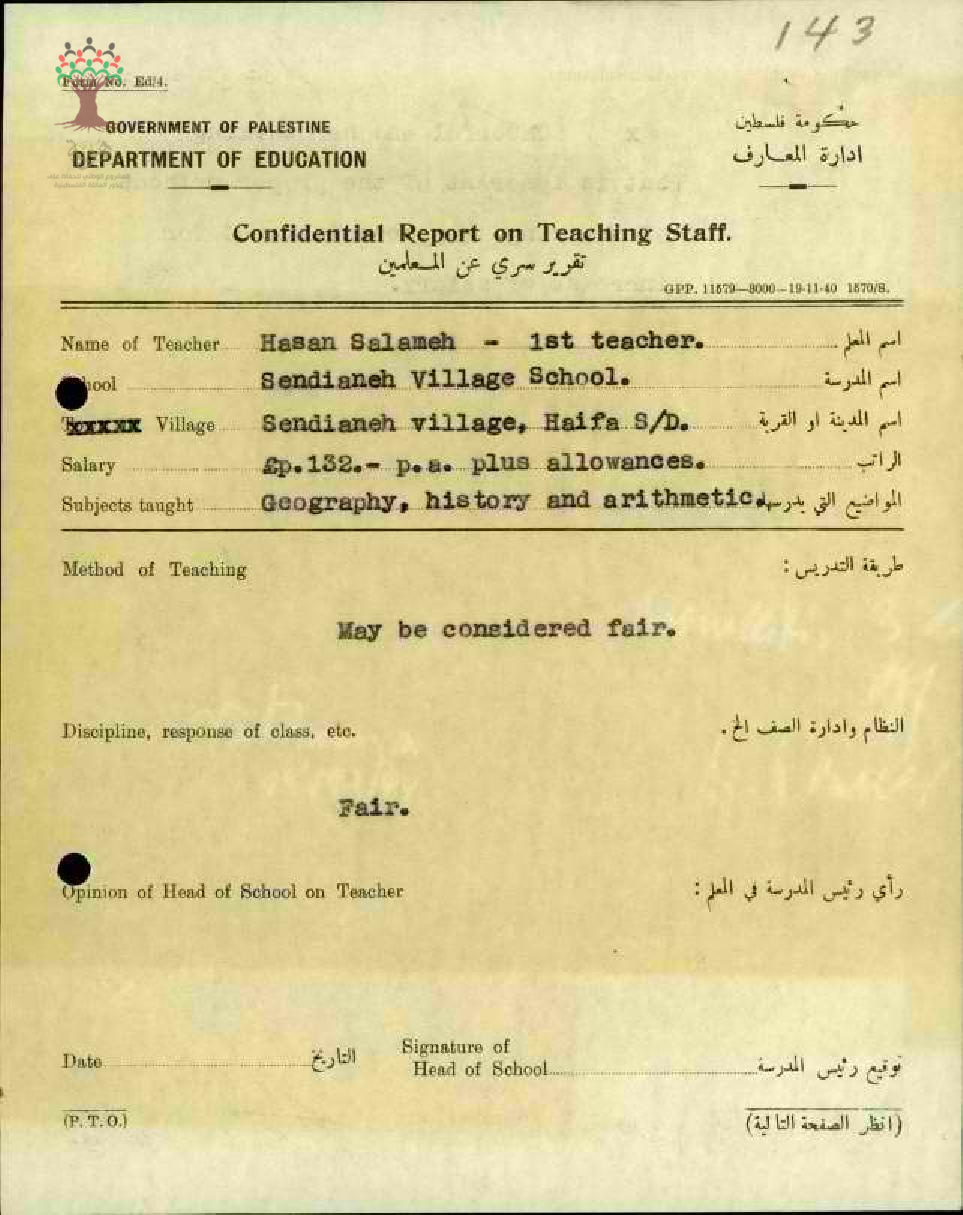 143
Form No. Ed/4.
GOVERNMENT OF PALESTINE
حكومة فلسطين
DEPARTMENT OF EDUCATION
ادارة المعارف
Confidential Report on Teaching Staff.
تقرير سري عن المعلمين
GPP. 11579—3000—19-11-40 1570/S.
Name of Teacher Hasan Salameh - 1st teacher. اسم المعلم
School Sendianeh Village School. اسم المدرسة
Village Sendianeh village, Haifa S/D. اسم المدينة او القرية
Salary £p.132.- p.a. plus allowances. الراتب
Subjects taught Geography, history and arithmetic. المواضيع التي يدرسها
Method of Teaching طريقة التدريس :
May be considered fair.
Discipline, response of class, etc. النظام وادارة الصف الخ.
Fair.
Opinion of Head of School on Teacher رأي رئيس المدرسة في المعلم :
Signature of
Date التاريخ Head of School توقيع رئيس المدرسة
(P. T. O.) (انظر الصفحة التالية)